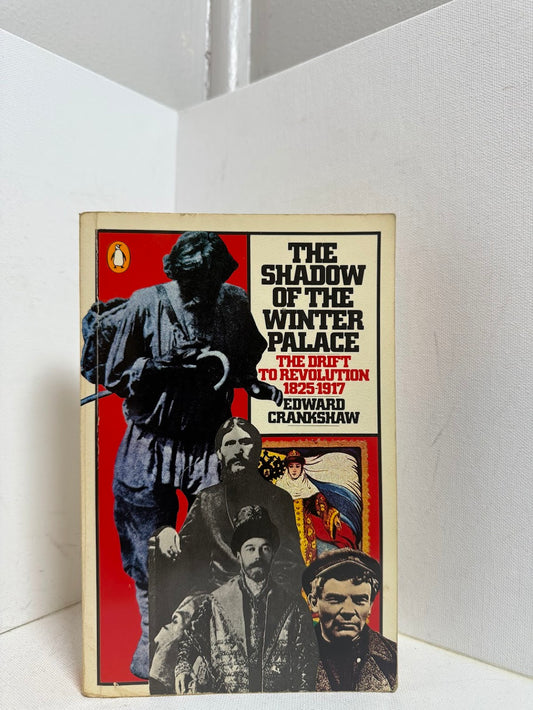 THE
SHADOW
OF THE
WINTER
PALACE
THE DRIFT
TO REVOLUTION
1825-1917
EDWARD
CRANKSHAW